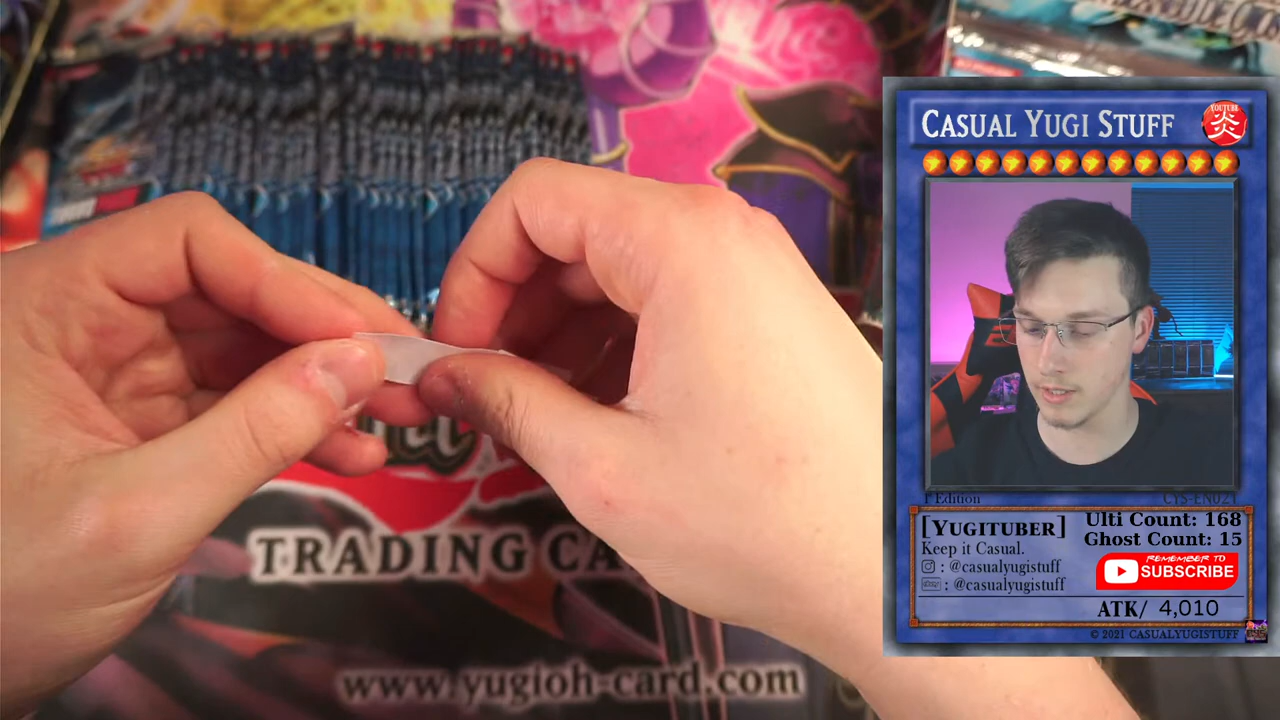 CASUAL YUGI STUFF
YOUTUBE
炎
1st Edition
CYS-EN021
[YUGITUBER]
Keep it Casual.
: @casualyugistuff
: @casualyugistuff
Ulti Count: 168
Ghost Count: 15
REMEMBER TO
SUBSCRIBE
ATK/ 4,010
© 2021 CASUALYUGISTUFF
TRADING CA
www.yugioh-card.com